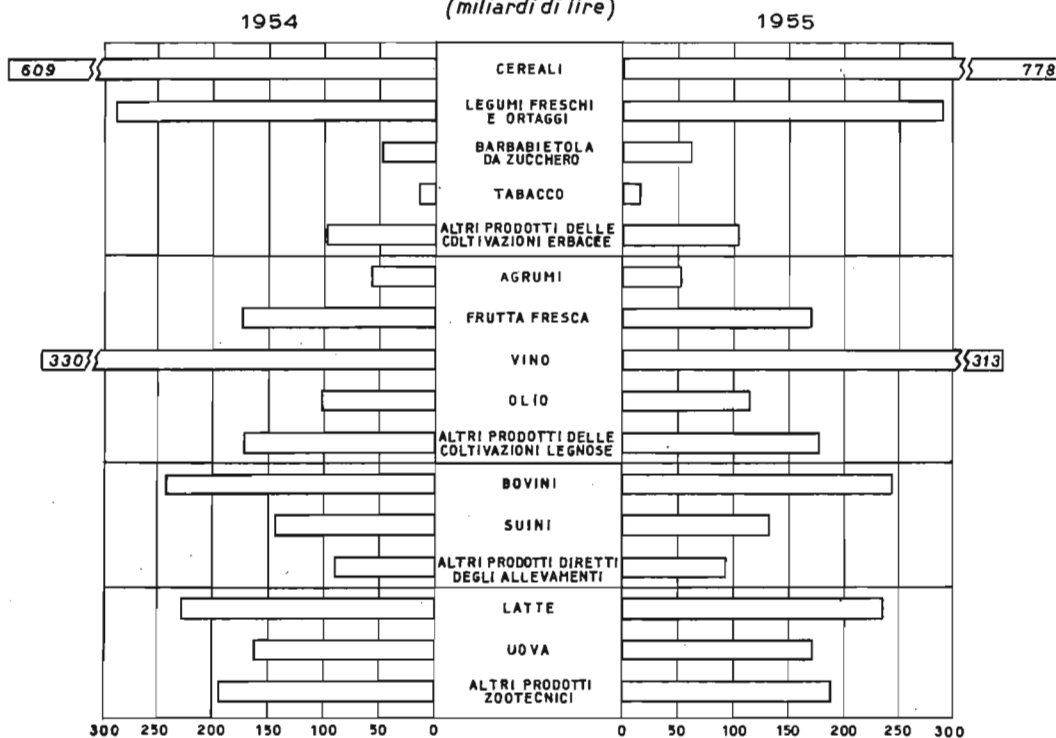 (miliardi di lire)
1954
1955
609
CEREALI
778
LEGUMI FRESCHI
E ORTAGGI
BARBABIETOLA
DA ZUCCHERO
TABACCO
ALTRI PRODOTTI DELLE
COLTIVAZIONI ERBACEE
AGRUMI
FRUTTA FRESCA
330
VINO
313
OLIO
ALTRI PRODOTTI DELLE
COLTIVAZIONI LEGNOSE
BOVINI
SUINI
ALTRI PRODOTTI DIRETTI
DEGLI ALLEVAMENTI
LATTE
UOVA
ALTRI PRODOTTI
ZOOTECNICI
300 250 200 150 100 50 0 0 50 100 150 200 250 300